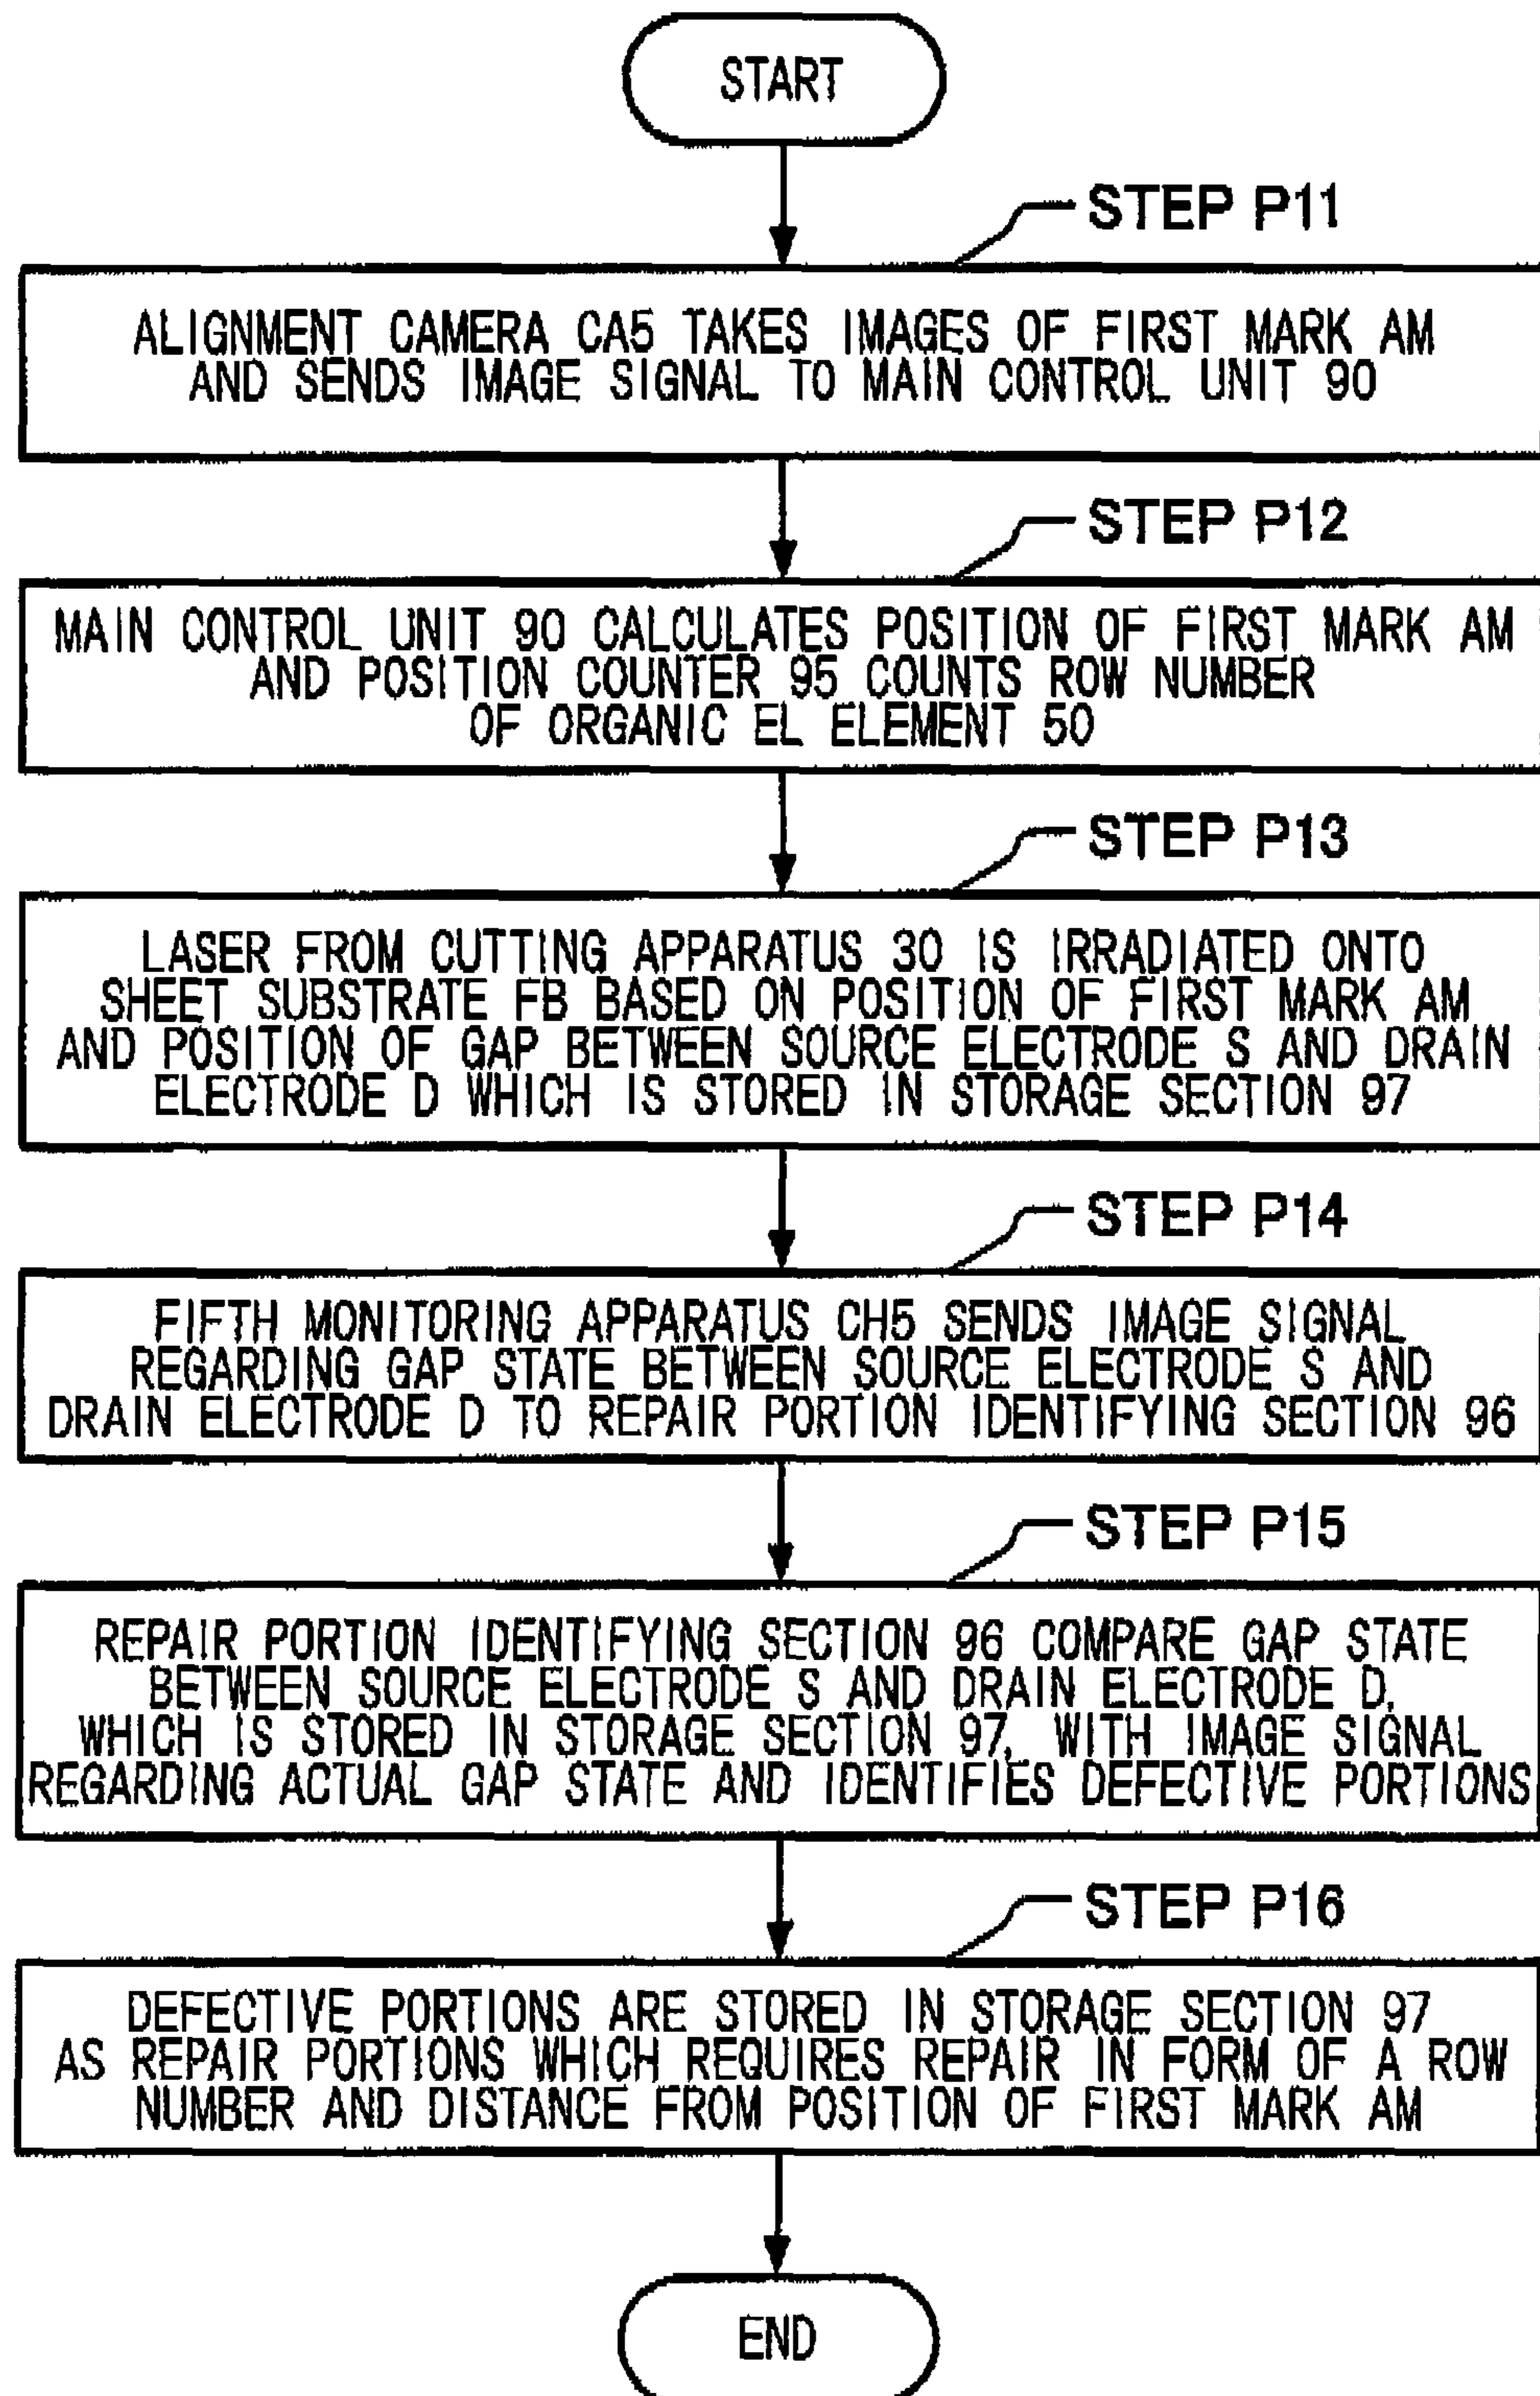 START
STEP P11
ALIGNMENT CAMERA CA5 TAKES IMAGES OF FIRST MARK AM
AND SENDS IMAGE SIGNAL TO MAIN CONTROL UNIT 90
STEP P12
MAIN CONTROL UNIT 90 CALCULATES POSITION OF FIRST MARK AM
AND POSITION COUNTER 95 COUNTS ROW NUMBER
OF ORGANIC EL ELEMENT 50
STEP P13
LASER FROM CUTTING APPARATUS 30 IS IRRADIATED ONTO
SHEET SUBSTRATE FB BASED ON POSITION OF FIRST MARK AM
AND POSITION OF GAP BETWEEN SOURCE ELECTRODE S AND DRAIN
ELECTRODE D WHICH IS STORED IN STORAGE SECTION 97
STEP P14
FIFTH MONITORING APPARATUS CH5 SENDS IMAGE SIGNAL
REGARDING GAP STATE BETWEEN SOURCE ELECTRODE S AND
DRAIN ELECTRODE D TO REPAIR PORTION IDENTIFYING SECTION 96
STEP P15
REPAIR PORTION IDENTIFYING SECTION 96 COMPARE GAP STATE
BETWEEN SOURCE ELECTRODE S AND DRAIN ELECTRODE D,
WHICH IS STORED IN STORAGE SECTION 97, WITH IMAGE SIGNAL
REGARDING ACTUAL GAP STATE AND IDENTIFIES DEFECTIVE PORTIONS
STEP P16
DEFECTIVE PORTIONS ARE STORED IN STORAGE SECTION 97
AS REPAIR PORTIONS WHICH REQUIRES REPAIR IN FORM OF A ROW
NUMBER AND DISTANCE FROM POSITION OF FIRST MARK AM
END